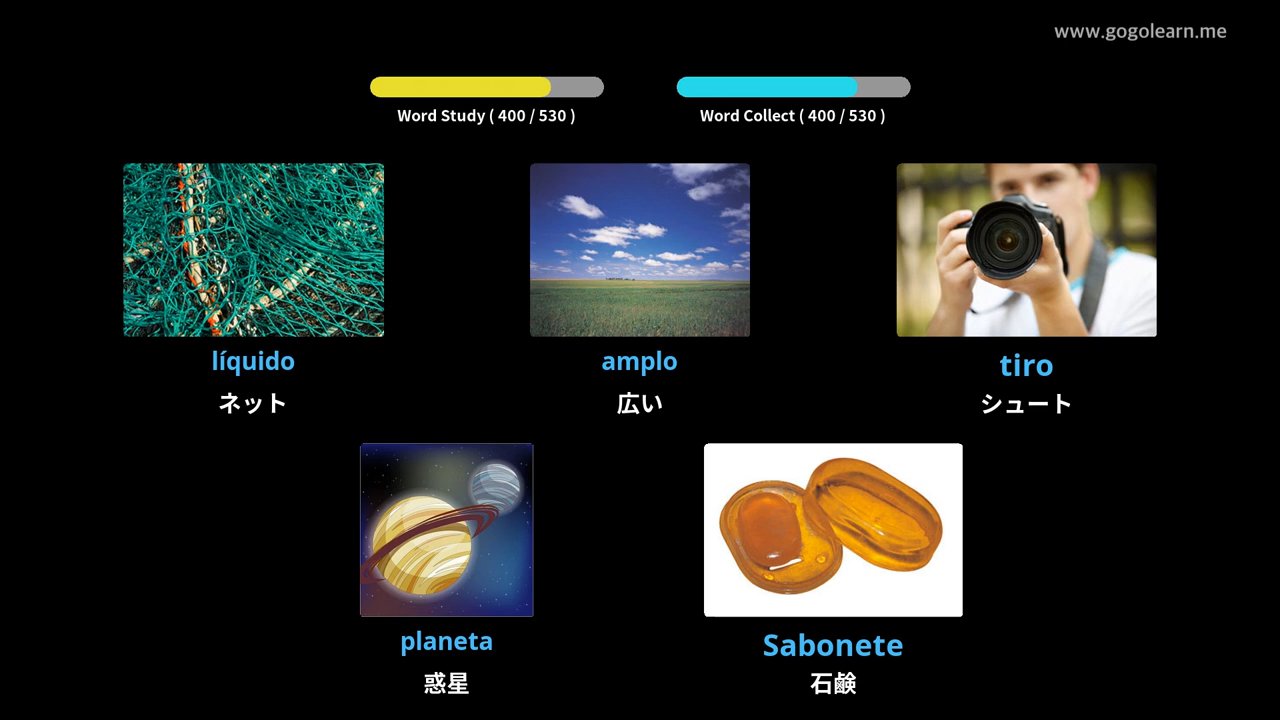 www.gogolearn.me
Word Study ( 400 / 530 )
Word Collect ( 400 / 530 )
líquido
ネット
amplo
広い
tiro
シュート
planeta
惑星
Sabonete
石鹸